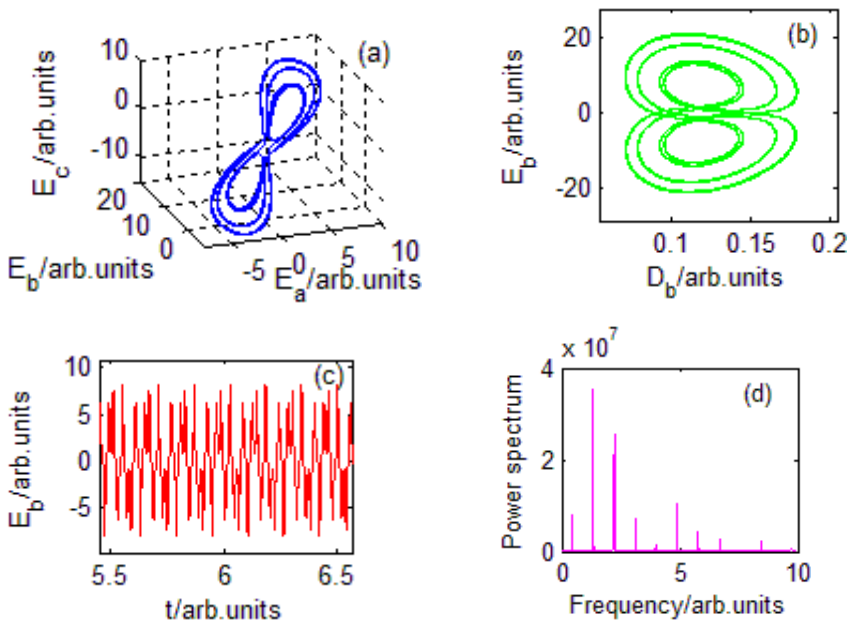 (a)
10
0
-10
E_c/arb.units
20
10
0
E_b/arb.units
-5
0
5
10
E_a/arb.units
(b)
20
0
-20
E_b/arb.units
0.1
0.15
0.2
D_b/arb.units
(c)
10
5
0
-5
E_b/arb.units
5.5
6
6.5
t/arb.units
x 10^7
(d)
4
2
0
Power spectrum
0
5
10
Frequency/arb.units